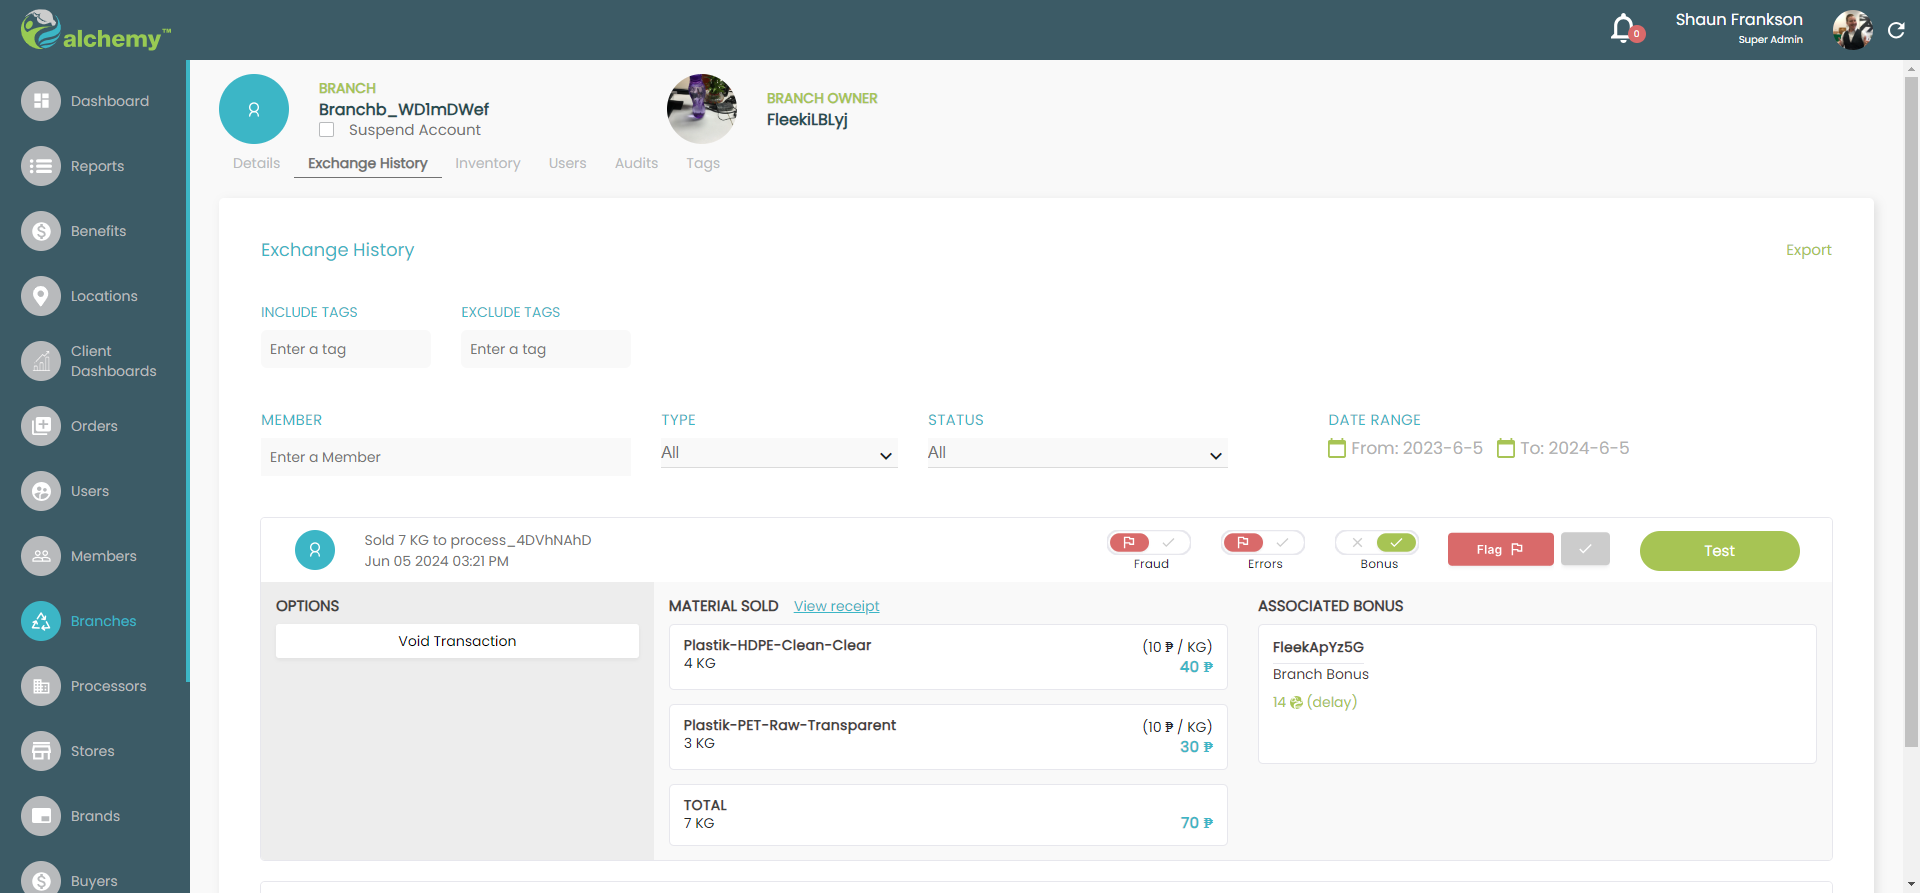 alchemy™
0
Shaun Frankson
Super Admin
Dashboard
Reports
Benefits
Locations
Client
Dashboards
Orders
Users
Members
Branches
Processors
Stores
Brands
Buyers
BRANCH
Branchb_WD1mDWef
Suspend Account
BRANCH OWNER
FleekiLBLyj
Details
Exchange History
Inventory
Users
Audits
Tags
Exchange History
Export
INCLUDE TAGS
EXCLUDE TAGS
Enter a tag
Enter a tag
MEMBER
TYPE
STATUS
DATE RANGE
Enter a Member
All
All
From: 2023-6-5
To: 2024-6-5
Sold 7 KG to process_4DVhNAhD
Jun 05 2024 03:21 PM
Fraud
Errors
Bonus
Flag
Test
OPTIONS
Void Transaction
MATERIAL SOLD
View receipt
Plastik-HDPE-Clean-Clear
(10 ₱ / KG)
4 KG
40 ₱
Plastik-PET-Raw-Transparent
(10 ₱ / KG)
3 KG
30 ₱
TOTAL
7 KG
70 ₱
ASSOCIATED BONUS
FleekApYz5G
Branch Bonus
14 (delay)